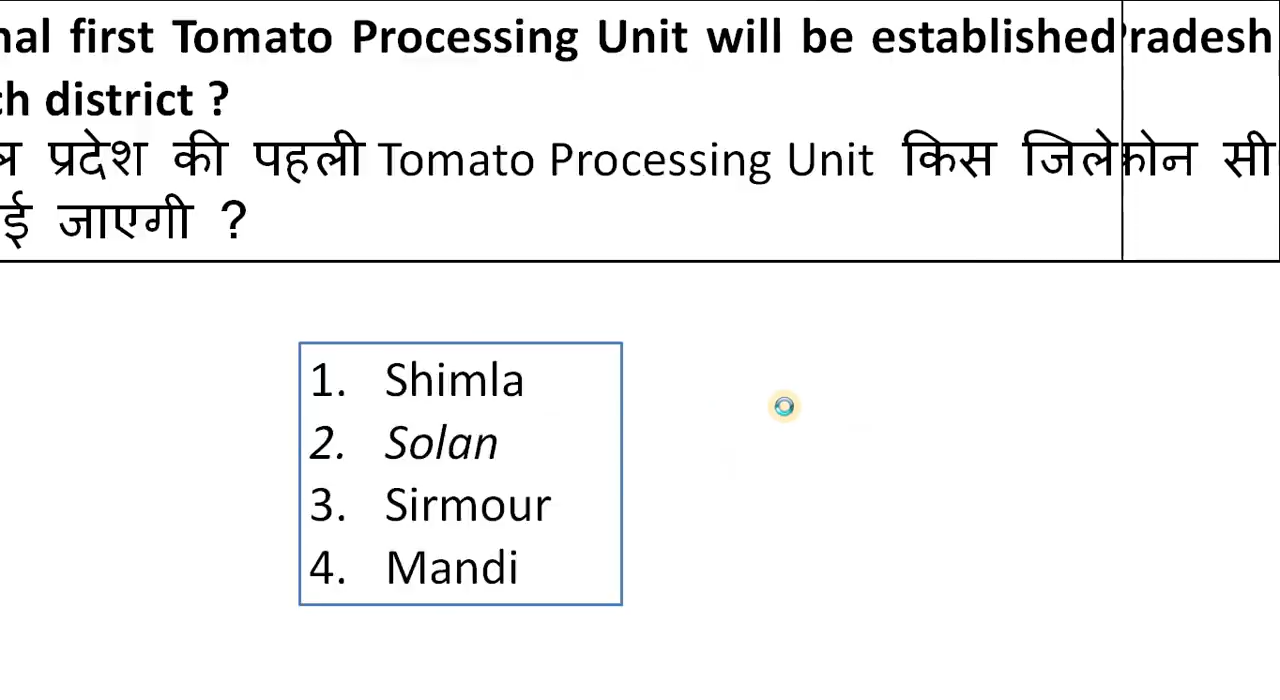 nal first Tomato Processing Unit will be established radesh
ch district ?
प्रदेश की पहली Tomato Processing Unit किस जिले कोन सी
ई जाएगी ?
1. Shimla
2. Solan
3. Sirmour
4. Mandi